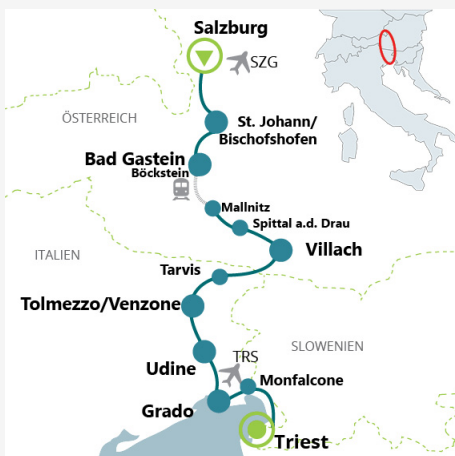 Salzburg
SZG
ÖSTERREICH
St. Johann/
Bischofshofen
Bad Gastein
Böckstein
Mallnitz
Spittal a.d. Drau
ITALIEN
Villach
Tarvis
Tolmezzo/Venzone
SLOWENIEN
TRS
Udine
Monfalcone
Grado
Triest